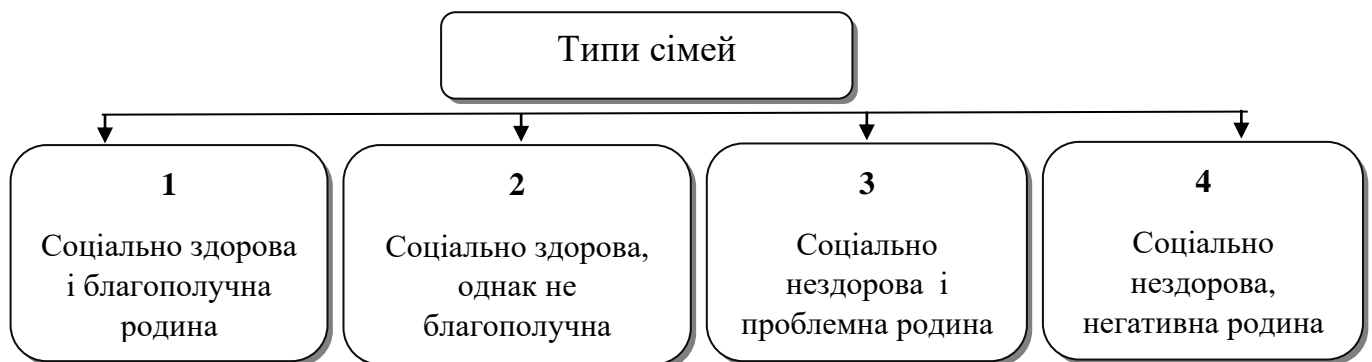 Типи сімей
1
Соціально здорова
і благополучна
родина
2
Соціально здорова,
однак не
благополучна
3
Соціально
нездорова і
проблемна родина
4
Соціально
нездорова,
негативна родина